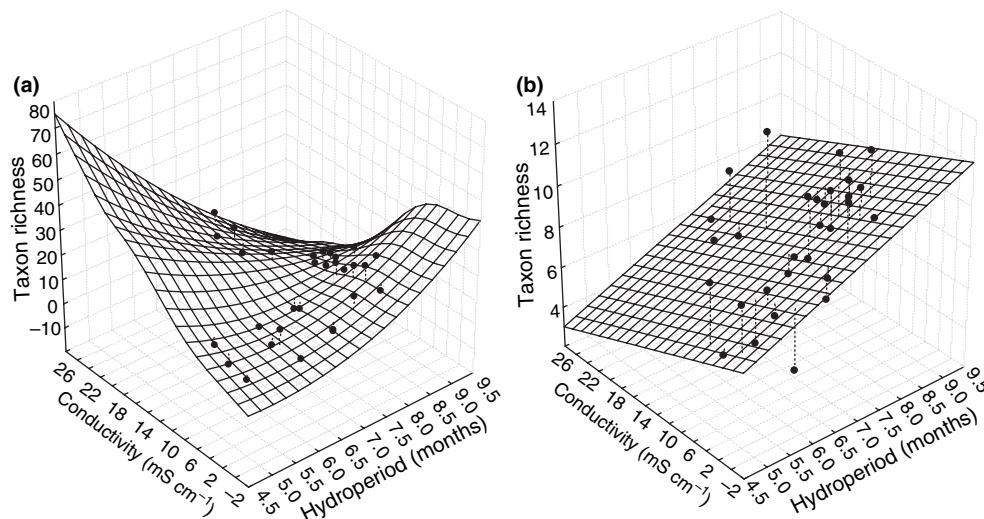 (a)
Taxon richness
80
70
60
50
40
30
20
10
0
−10
26 22 18 14 10 6 2 −2
Conductivity (mS cm⁻¹)
4.5 5.0 5.5 6.0 6.5 7.0 7.5 8.0 8.5 9.0 9.5
Hydroperiod (months)
(b)
Taxon richness
14
12
10
8
6
4
26 22 18 14 10 6 2 −2
Conductivity (mS cm⁻¹)
4.5 5.0 5.5 6.0 6.5 7.0 7.5 8.0 8.5 9.0 9.5
Hydroperiod (months)